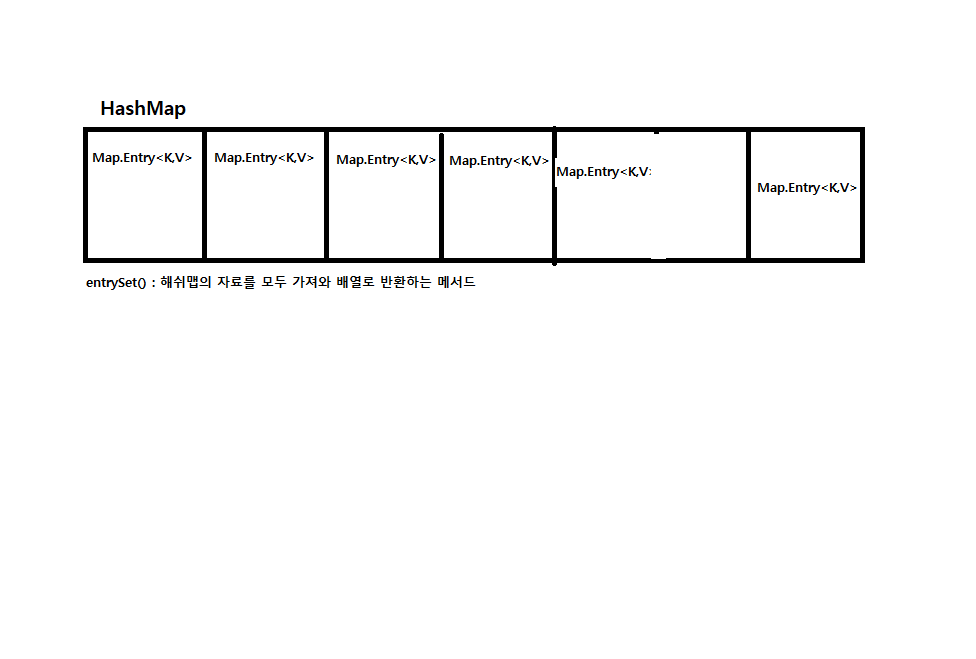 HashMap
Map.Entry<K,V> Map.Entry<K,V> Map.Entry<K,V> Map.Entry<K,V> Map.Entry<K,V: Map.Entry<K,V>
entrySet() : 해쉬맵의 자료를 모두 가져와 배열로 반환하는 메서드